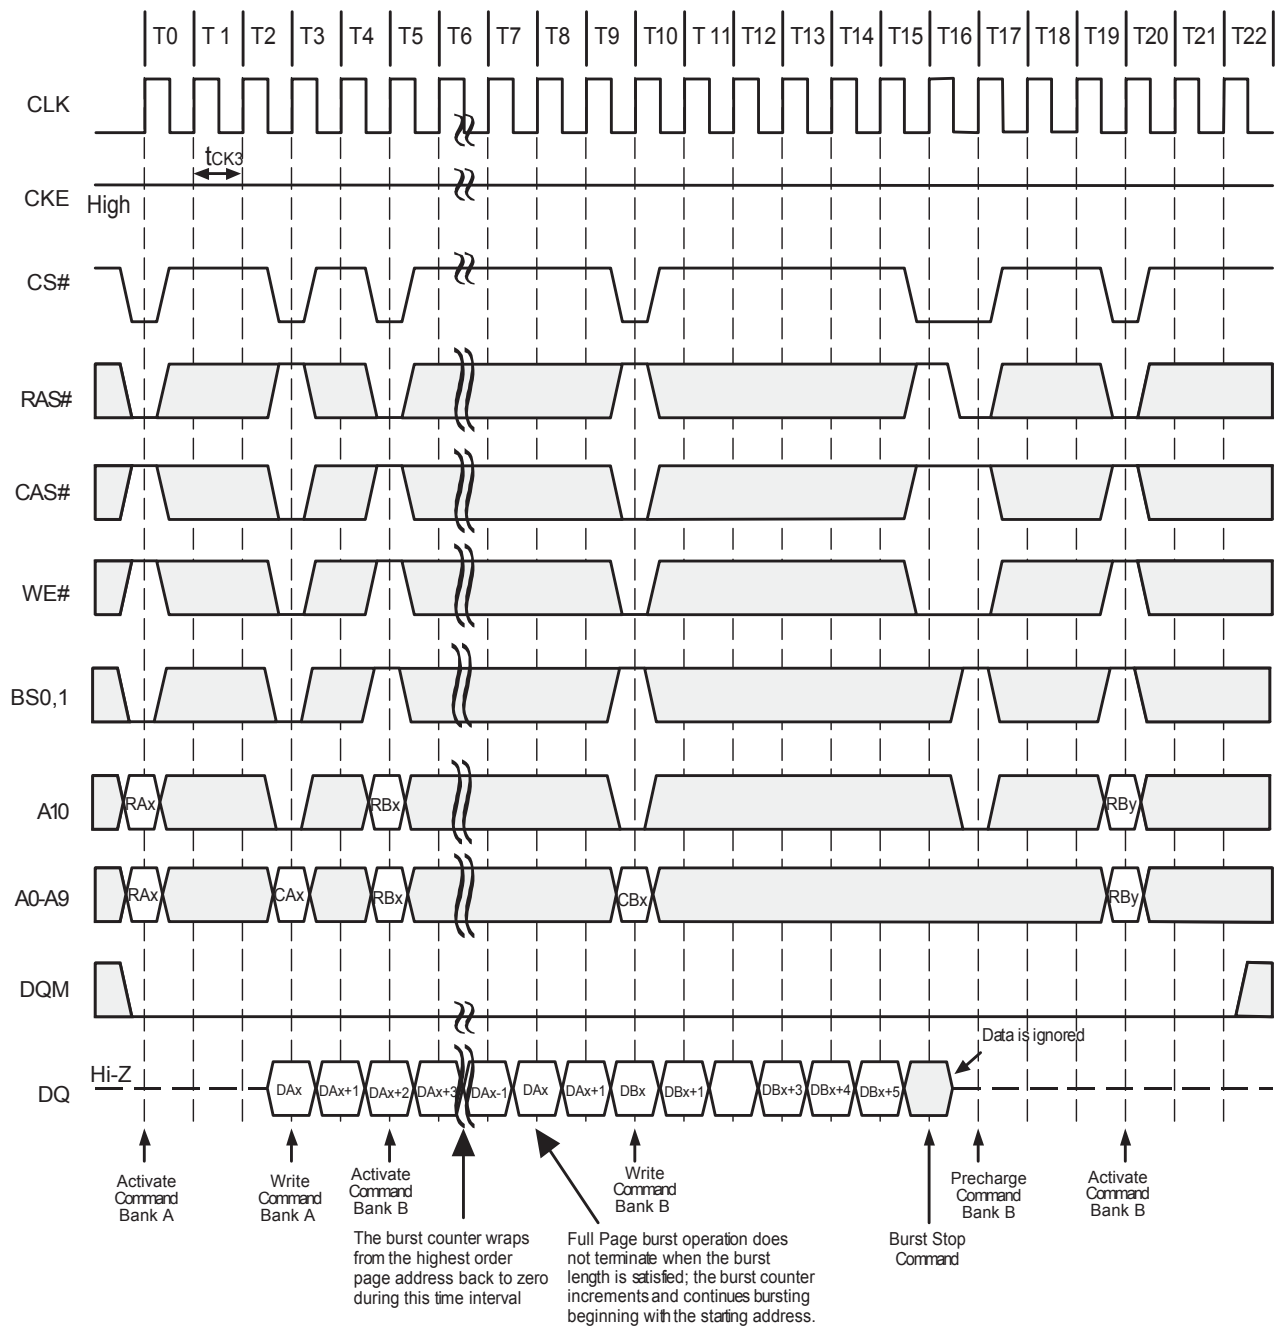 T0 T 1 T2 T3 T4 T5 T6 T7 T8 T9 T10 T 11 T12 T13 T14 T15 T16 T17 T18 T19 T20 T21 T22
CLK
tCK3
CKE High
CS#
RAS#
CAS#
WE#
BS0,1
A10 RAx RBx RBy
A0-A9 RAx CAx RBx CBx RBy
DQM
Data is ignored
Hi-Z
DQ DAx DAx+1 DAx+2 DAx+3 DAx-1 DAx DAx+1 DBx DBx+1 DBx+3 DBx+4 DBx+5
Activate
Command
Bank A
Write
Command
Bank A
Activate
Command
Bank B
Write
Command
Bank B
Precharge
Command
Bank B
Activate
Command
Bank B
The burst counter wraps
from the highest order
page address back to zero
during this time interval
Full Page burst operation does
not terminate when the burst
length is satisfied; the burst counter
increments and continues bursting
beginning with the starting address.
Burst Stop
Command